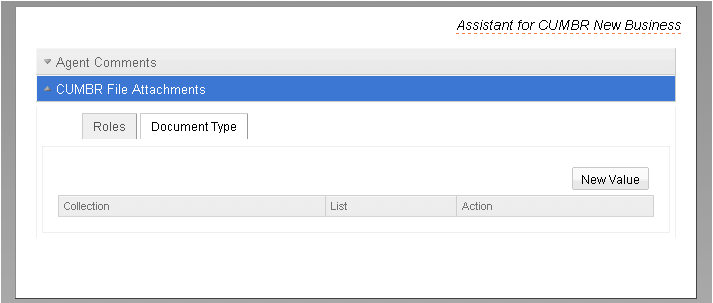 Assistant for CUMBR New Business
Agent Comments
CUMBR File Attachments
Roles Document Type
New Value
Collection List Action